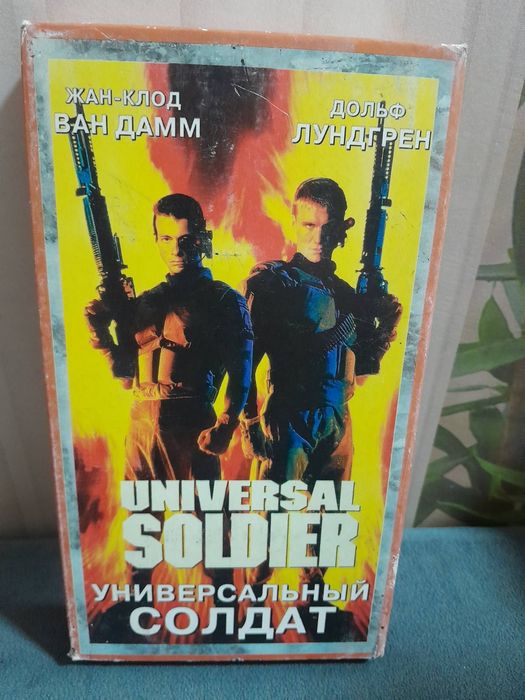 ЖАН-КЛОД
ВАН ДАММ
ДОЛЬФ
ЛУНДГРЕН
UNIVERSAL
SOLDIER
УНИВЕРСАЛЬНЫЙ
СОЛДАТ